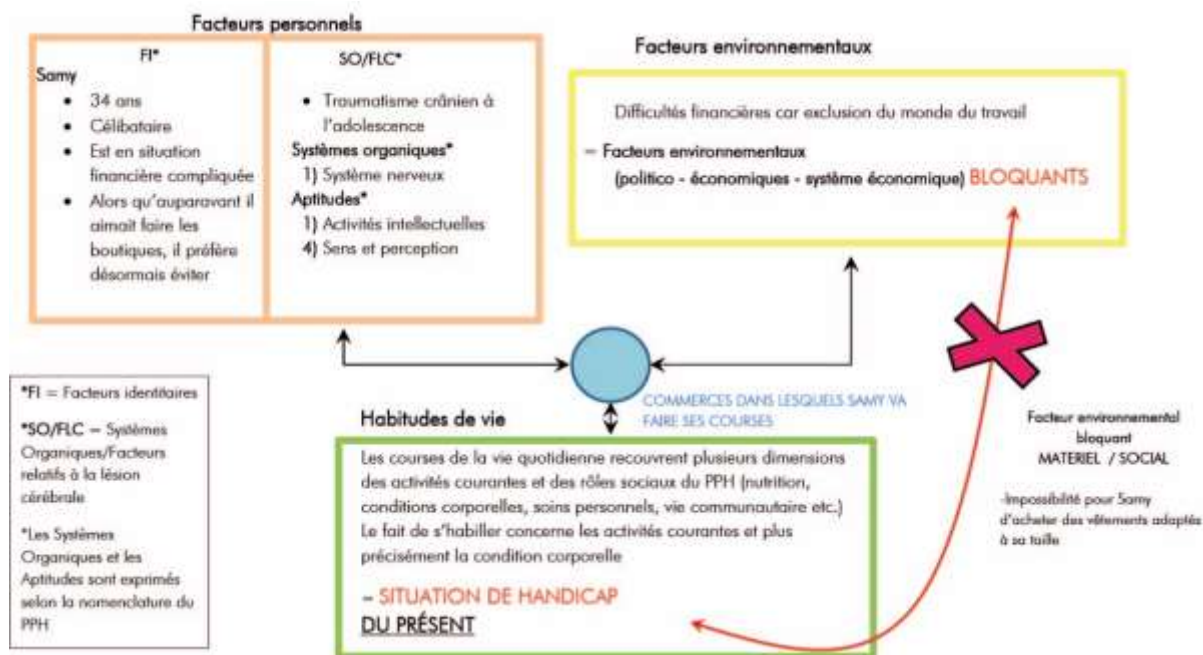 Facteurs personnels
FI*
Samy
• 34 ans
• Célibataire
• Est en situation
financière compliquée
• Alors qu'auparavant il
aimait faire les
boutiques, il préfère
désormais éviter
SO/FLC*
• Traumatisme crânien à
l'adolescence
Systèmes organiques*
1) Système nerveux
Aptitudes*
1) Activités intellectuelles
4) Sens et perception
Facteurs environnementaux
Difficultés financières car exclusion du monde du travail
= Facteurs environnementaux
(politico - économiques - système économique) BLOQUANTS
COMMERCES DANS LESQUELS SAMY VA
FAIRE SES COURSES
*FI = Facteurs identitaires
*SO/FLC = Systèmes
Organiques/Facteurs
relatifs à la lésion
cérébrale
*Les Systèmes
Organiques et les
Aptitudes sont exprimés
selon la nomenclature du
PPH
Habitudes de vie
Les courses de la vie quotidienne recouvrent plusieurs dimensions
des activités courantes et des rôles sociaux du PPH (nutrition,
conditions corporelles, soins personnels, vie communautaire etc.)
Le fait de s'habiller concerne les activités courantes et plus
précisément la condition corporelle
= SITUATION DE HANDICAP
DU PRÉSENT
Facteur environnemental
bloquant
MATERIEL / SOCIAL
-Impossibilité pour Samy
d'acheter des vêtements adaptés
à sa taille